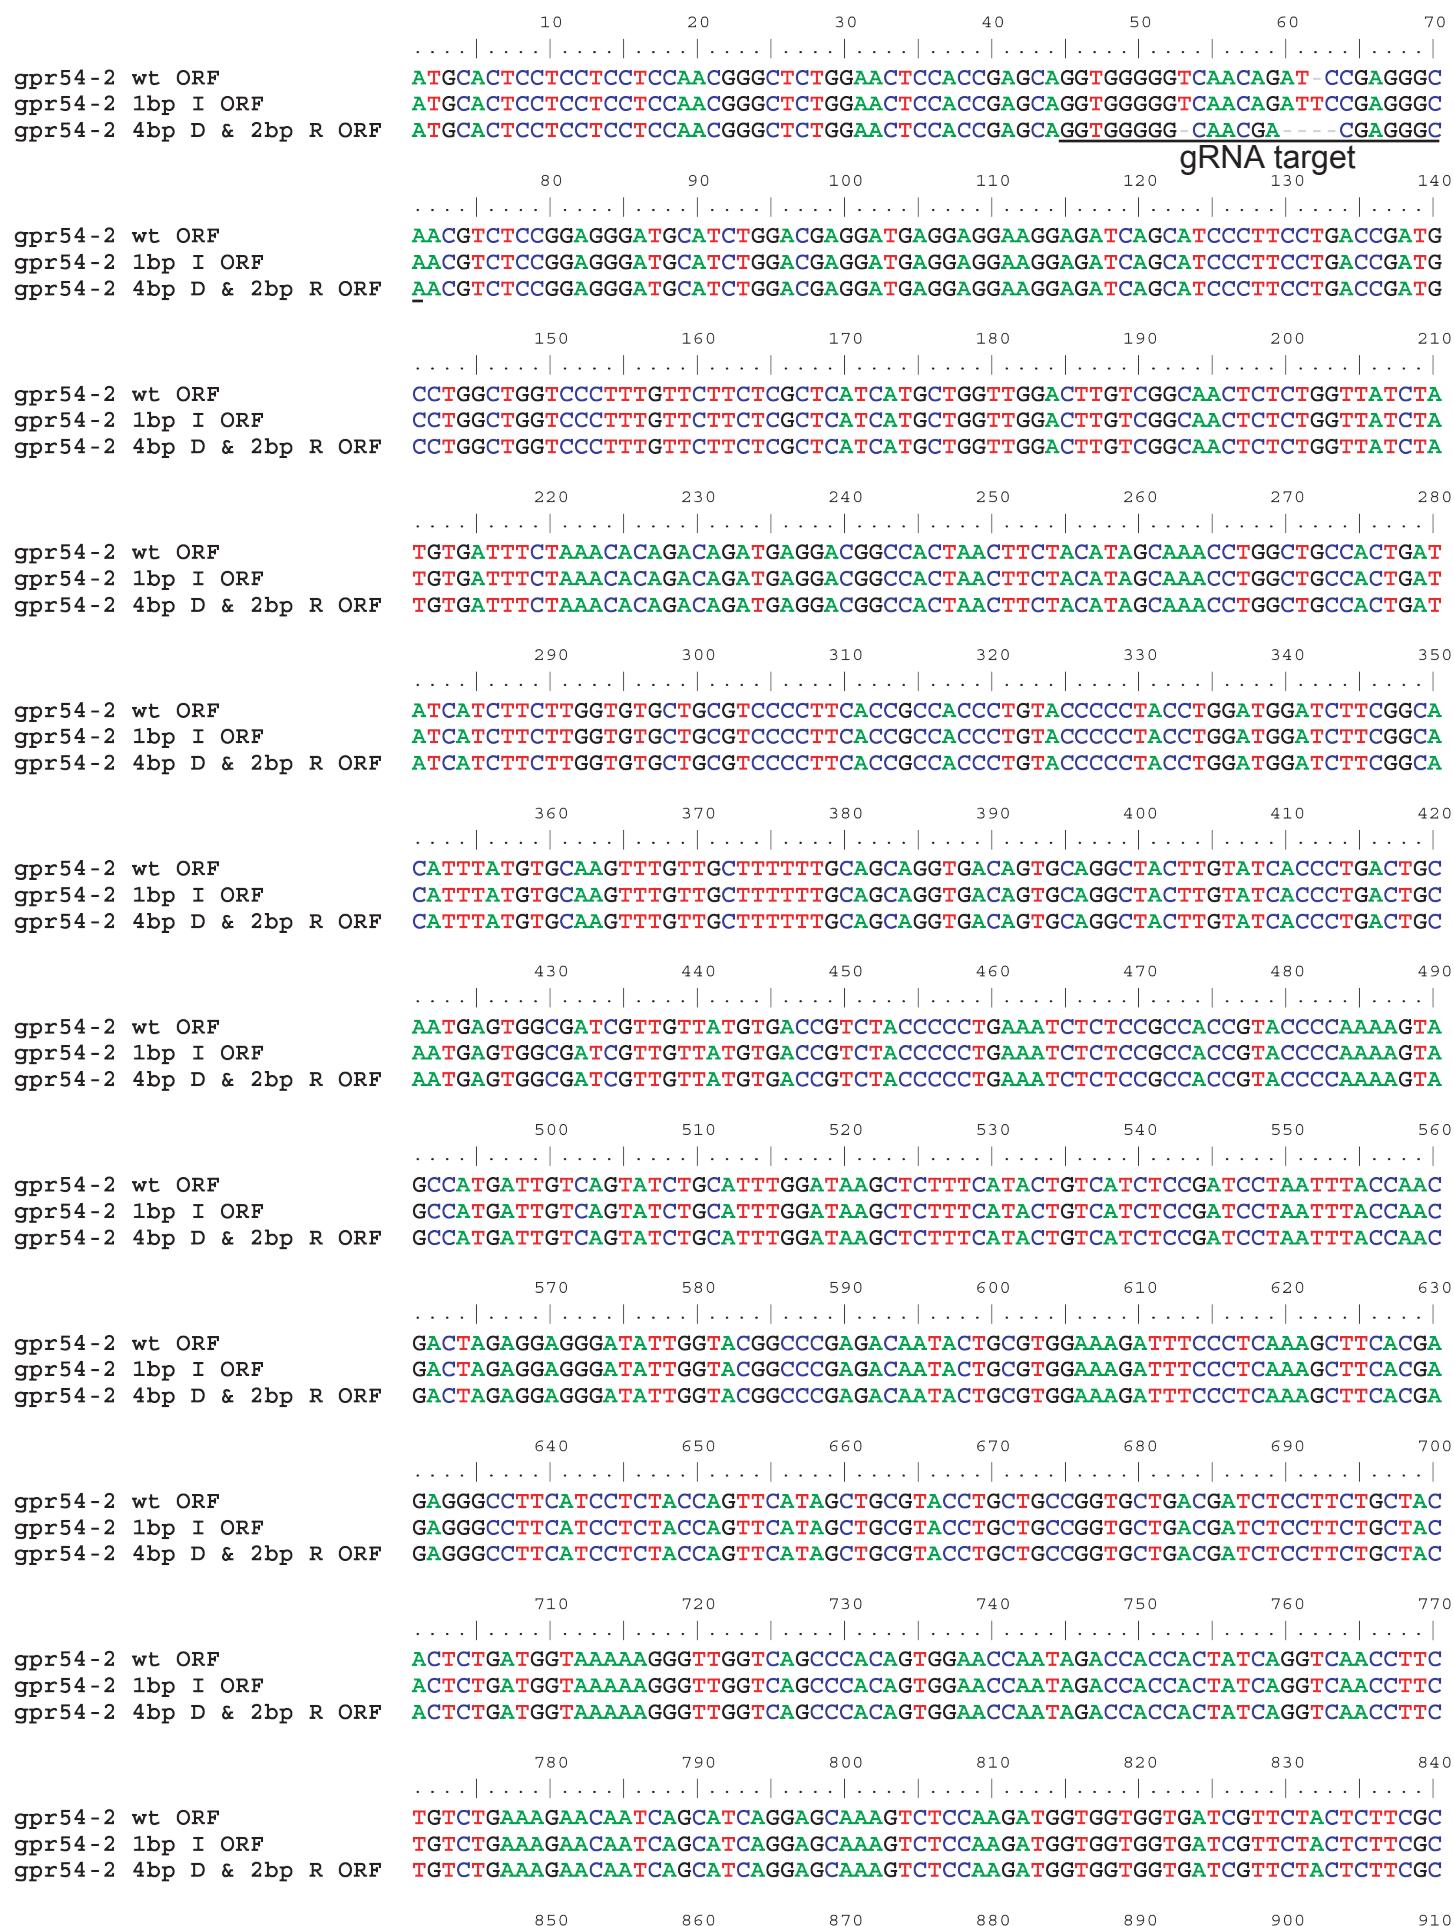 10 20 30 40 50 60 70
....|....|....|....|....|....|....|....|....|....|....|....|....|....|
gpr54-2 wt ORF ATGCACTCCTCCTCCTCCAACGGGCTCTGGAACTCCACCGAGCAGGTGGGGGTCAACAGAT-CCGAGGGC
gpr54-2 1bp I ORF ATGCACTCCTCCTCCTCCAACGGGCTCTGGAACTCCACCGAGCAGGTGGGGGTCAACAGATTCCGAGGGC
gpr54-2 4bp D & 2bp R ORF ATGCACTCCTCCTCCTCCAACGGGCTCTGGAACTCCACCGAGCAGGTGGGGG-CAACGA----CGAGGGC
gRNA target
80 90 100 110 120 130 140
....|....|....|....|....|....|....|....|....|....|....|....|....|....|
gpr54-2 wt ORF AACGTCTCCGGAGGGATGCATCTGGACGAGGATGAGGAGGAAGGAGATCAGCATCCCTTCCTGACCGATG
gpr54-2 1bp I ORF AACGTCTCCGGAGGGATGCATCTGGACGAGGATGAGGAGGAAGGAGATCAGCATCCCTTCCTGACCGATG
gpr54-2 4bp D & 2bp R ORF AACGTCTCCGGAGGGATGCATCTGGACGAGGATGAGGAGGAAGGAGATCAGCATCCCTTCCTGACCGATG
150 160 170 180 190 200 210
....|....|....|....|....|....|....|....|....|....|....|....|....|....|
gpr54-2 wt ORF CCTGGCTGGTCCCTTTGTTCTTCTCGCTCATCATGCTGGTTGGACTTGTCGGCAACTCTCTGGTTATCTA
gpr54-2 1bp I ORF CCTGGCTGGTCCCTTTGTTCTTCTCGCTCATCATGCTGGTTGGACTTGTCGGCAACTCTCTGGTTATCTA
gpr54-2 4bp D & 2bp R ORF CCTGGCTGGTCCCTTTGTTCTTCTCGCTCATCATGCTGGTTGGACTTGTCGGCAACTCTCTGGTTATCTA
220 230 240 250 260 270 280
....|....|....|....|....|....|....|....|....|....|....|....|....|....|
gpr54-2 wt ORF TGTGATTTCTAAACACAGACAGATGAGGACGGCCACTAACTTCTACATAGCAAACCTGGCTGCCACTGAT
gpr54-2 1bp I ORF TGTGATTTCTAAACACAGACAGATGAGGACGGCCACTAACTTCTACATAGCAAACCTGGCTGCCACTGAT
gpr54-2 4bp D & 2bp R ORF TGTGATTTCTAAACACAGACAGATGAGGACGGCCACTAACTTCTACATAGCAAACCTGGCTGCCACTGAT
290 300 310 320 330 340 350
....|....|....|....|....|....|....|....|....|....|....|....|....|....|
gpr54-2 wt ORF ATCATCTTCTTGGTGTGCTGCGTCCCCTTCACCGCCACCCTGTACCCCCTACCTGGATGGATCTTCGGCA
gpr54-2 1bp I ORF ATCATCTTCTTGGTGTGCTGCGTCCCCTTCACCGCCACCCTGTACCCCCTACCTGGATGGATCTTCGGCA
gpr54-2 4bp D & 2bp R ORF ATCATCTTCTTGGTGTGCTGCGTCCCCTTCACCGCCACCCTGTACCCCCTACCTGGATGGATCTTCGGCA
360 370 380 390 400 410 420
....|....|....|....|....|....|....|....|....|....|....|....|....|....|
gpr54-2 wt ORF CATTTATGTGCAAGTTTGTTGCTTTTTTGCAGCAGGTGACAGTGCAGGCTACTTGTATCACCCTGACTGC
gpr54-2 1bp I ORF CATTTATGTGCAAGTTTGTTGCTTTTTTGCAGCAGGTGACAGTGCAGGCTACTTGTATCACCCTGACTGC
gpr54-2 4bp D & 2bp R ORF CATTTATGTGCAAGTTTGTTGCTTTTTTGCAGCAGGTGACAGTGCAGGCTACTTGTATCACCCTGACTGC
430 440 450 460 470 480 490
....|....|....|....|....|....|....|....|....|....|....|....|....|....|
gpr54-2 wt ORF AATGAGTGGCGATCGTTGTTATGTGACCGTCTACCCCCTGAAATCTCTCCGCCACCGTACCCCAAAAGTA
gpr54-2 1bp I ORF AATGAGTGGCGATCGTTGTTATGTGACCGTCTACCCCCTGAAATCTCTCCGCCACCGTACCCCAAAAGTA
gpr54-2 4bp D & 2bp R ORF AATGAGTGGCGATCGTTGTTATGTGACCGTCTACCCCCTGAAATCTCTCCGCCACCGTACCCCAAAAGTA
500 510 520 530 540 550 560
....|....|....|....|....|....|....|....|....|....|....|....|....|....|
gpr54-2 wt ORF GCCATGATTGTCAGTATCTGCATTTGGATAAGCTCTTTCATACTGTCATCTCCGATCCTAATTTACCAAC
gpr54-2 1bp I ORF GCCATGATTGTCAGTATCTGCATTTGGATAAGCTCTTTCATACTGTCATCTCCGATCCTAATTTACCAAC
gpr54-2 4bp D & 2bp R ORF GCCATGATTGTCAGTATCTGCATTTGGATAAGCTCTTTCATACTGTCATCTCCGATCCTAATTTACCAAC
570 580 590 600 610 620 630
....|....|....|....|....|....|....|....|....|....|....|....|....|....|
gpr54-2 wt ORF GACTAGAGGAGGGATATTGGTACGGCCCGAGACAATACTGCGTGGAAAGATTTCCCTCAAAGCTTCACGA
gpr54-2 1bp I ORF GACTAGAGGAGGGATATTGGTACGGCCCGAGACAATACTGCGTGGAAAGATTTCCCTCAAAGCTTCACGA
gpr54-2 4bp D & 2bp R ORF GACTAGAGGAGGGATATTGGTACGGCCCGAGACAATACTGCGTGGAAAGATTTCCCTCAAAGCTTCACGA
640 650 660 670 680 690 700
....|....|....|....|....|....|....|....|....|....|....|....|....|....|
gpr54-2 wt ORF GAGGGCCTTCATCCTCTACCAGTTCATAGCTGCGTACCTGCTGCCGGTGCTGACGATCTCCTTCTGCTAC
gpr54-2 1bp I ORF GAGGGCCTTCATCCTCTACCAGTTCATAGCTGCGTACCTGCTGCCGGTGCTGACGATCTCCTTCTGCTAC
gpr54-2 4bp D & 2bp R ORF GAGGGCCTTCATCCTCTACCAGTTCATAGCTGCGTACCTGCTGCCGGTGCTGACGATCTCCTTCTGCTAC
710 720 730 740 750 760 770
....|....|....|....|....|....|....|....|....|....|....|....|....|....|
gpr54-2 wt ORF ACTCTGATGGTAAAAAGGGTTGGTCAGCCCACAGTGGAACCAATAGACCACCACTATCAGGTCAACCTTC
gpr54-2 1bp I ORF ACTCTGATGGTAAAAAGGGTTGGTCAGCCCACAGTGGAACCAATAGACCACCACTATCAGGTCAACCTTC
gpr54-2 4bp D & 2bp R ORF ACTCTGATGGTAAAAAGGGTTGGTCAGCCCACAGTGGAACCAATAGACCACCACTATCAGGTCAACCTTC
780 790 800 810 820 830 840
....|....|....|....|....|....|....|....|....|....|....|....|....|....|
gpr54-2 wt ORF TGTCTGAAAGAACAATCAGCATCAGGAGCAAAGTCTCCAAGATGGTGGTGGTGATCGTTCTACTCTTCGC
gpr54-2 1bp I ORF TGTCTGAAAGAACAATCAGCATCAGGAGCAAAGTCTCCAAGATGGTGGTGGTGATCGTTCTACTCTTCGC
gpr54-2 4bp D & 2bp R ORF TGTCTGAAAGAACAATCAGCATCAGGAGCAAAGTCTCCAAGATGGTGGTGGTGATCGTTCTACTCTTCGC
850 860 870 880 890 900 910